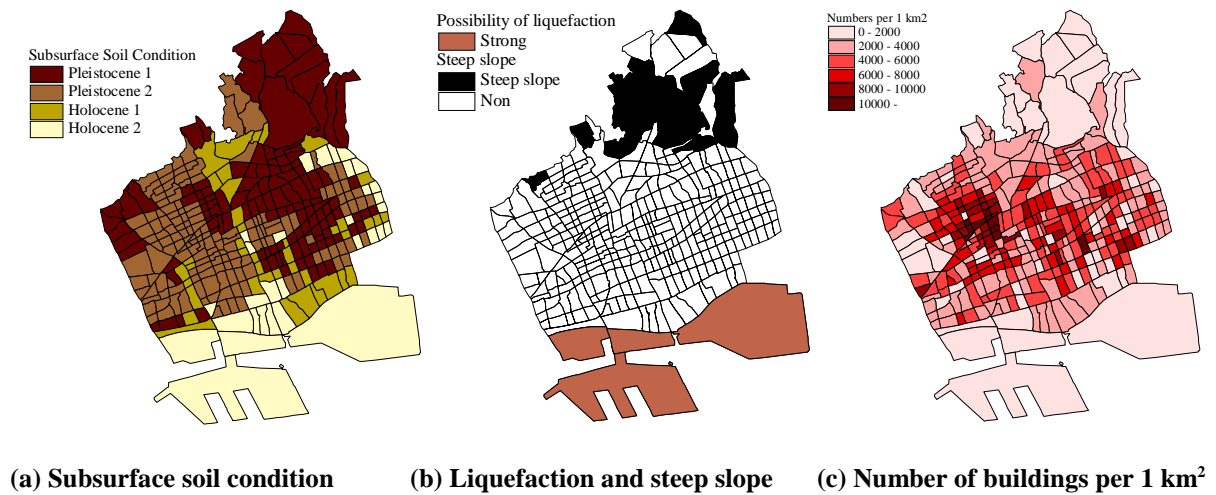 Subsurface Soil Condition
Pleistocene 1
Pleistocene 2
Holocene 1
Holocene 2
Possibility of liquefaction
Strong
Steep slope
Steep slope
Non
Numbers per 1 km2
0 - 2000
2000 - 4000
4000 - 6000
6000 - 8000
8000 - 10000
10000 -
(a) Subsurface soil condition
(b) Liquefaction and steep slope
(c) Number of buildings per 1 km²